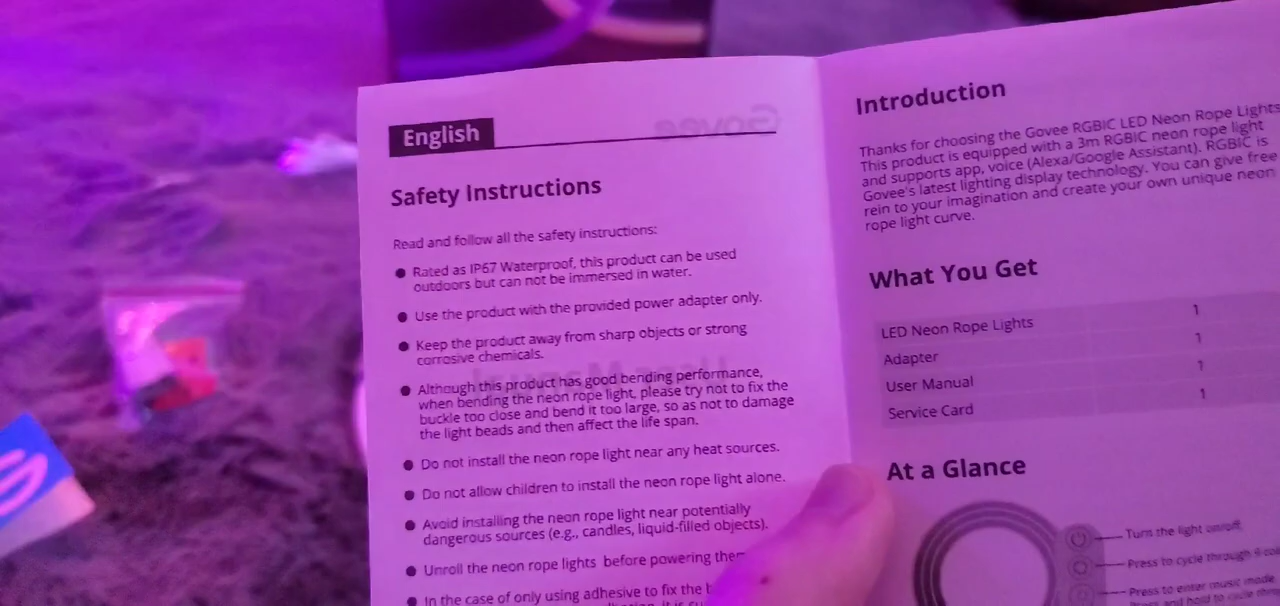 English
Safety Instructions
Read and follow all the safety instructions:
● Rated as IP67 Waterproof, this product can be used
outdoors but can not be immersed in water.
● Use the product with the provided power adapter only.
● Keep the product away from sharp objects or strong
corrosive chemicals.
● Although this product has good bending performance,
when bending the neon rope light, please try not to fix the
buckle too close and bend it too large, so as not to damage
the light beads and then affect the life span.
● Do not install the neon rope light near any heat sources.
● Do not allow children to install the neon rope light alone.
● Avoid installing the neon rope light near potentially
dangerous sources (e.g., candles, liquid-filled objects).
● Unroll the neon rope lights before powering
● In the case of only using adhesive to fix the
Introduction
Thanks for choosing the Govee RGBIC LED Neon Rope Lights
This product is equipped with a 3m RGBIC neon rope light
and supports app, voice (Alexa/Google Assistant). RGBIC is
Govee's latest lighting display technology. You can give free
rein to your imagination and create your own unique neon
rope light curve.
What You Get
LED Neon Rope Lights 1
Adapter 1
User Manual 1
Service Card 1
At a Glance
Turn the light on/off
Press to cycle through
Press to enter music mode
and hold to cycle